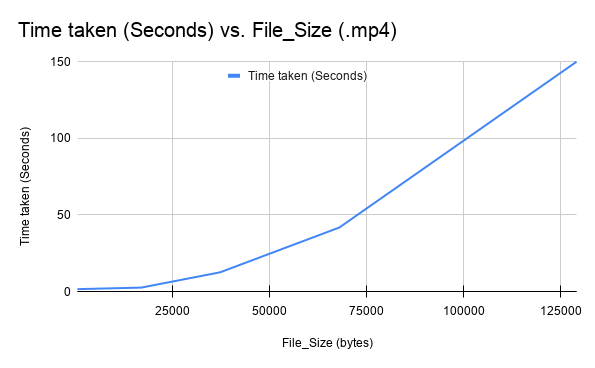 Time taken (Seconds) vs. File_Size (.mp4)
Time taken (Seconds)
150
100
50
0
Time taken (Seconds)
25000 50000 75000 100000 125000
File_Size (bytes)